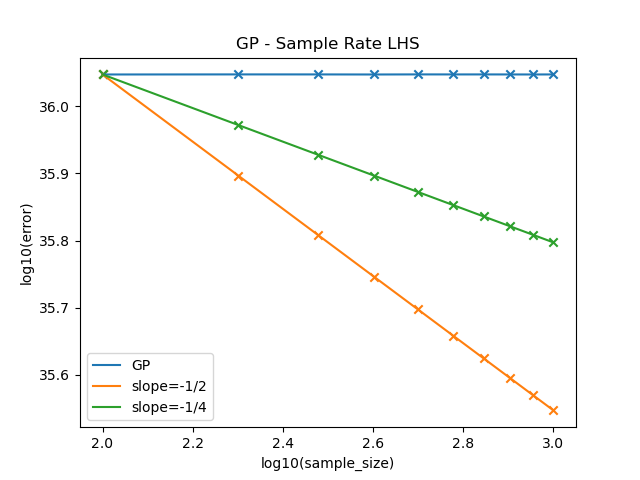 GP - Sample Rate LHS
log10(error)
36.0
35.9
35.8
35.7
35.6
GP
slope=-1/2
slope=-1/4
2.0 2.2 2.4 2.6 2.8 3.0
log10(sample_size)